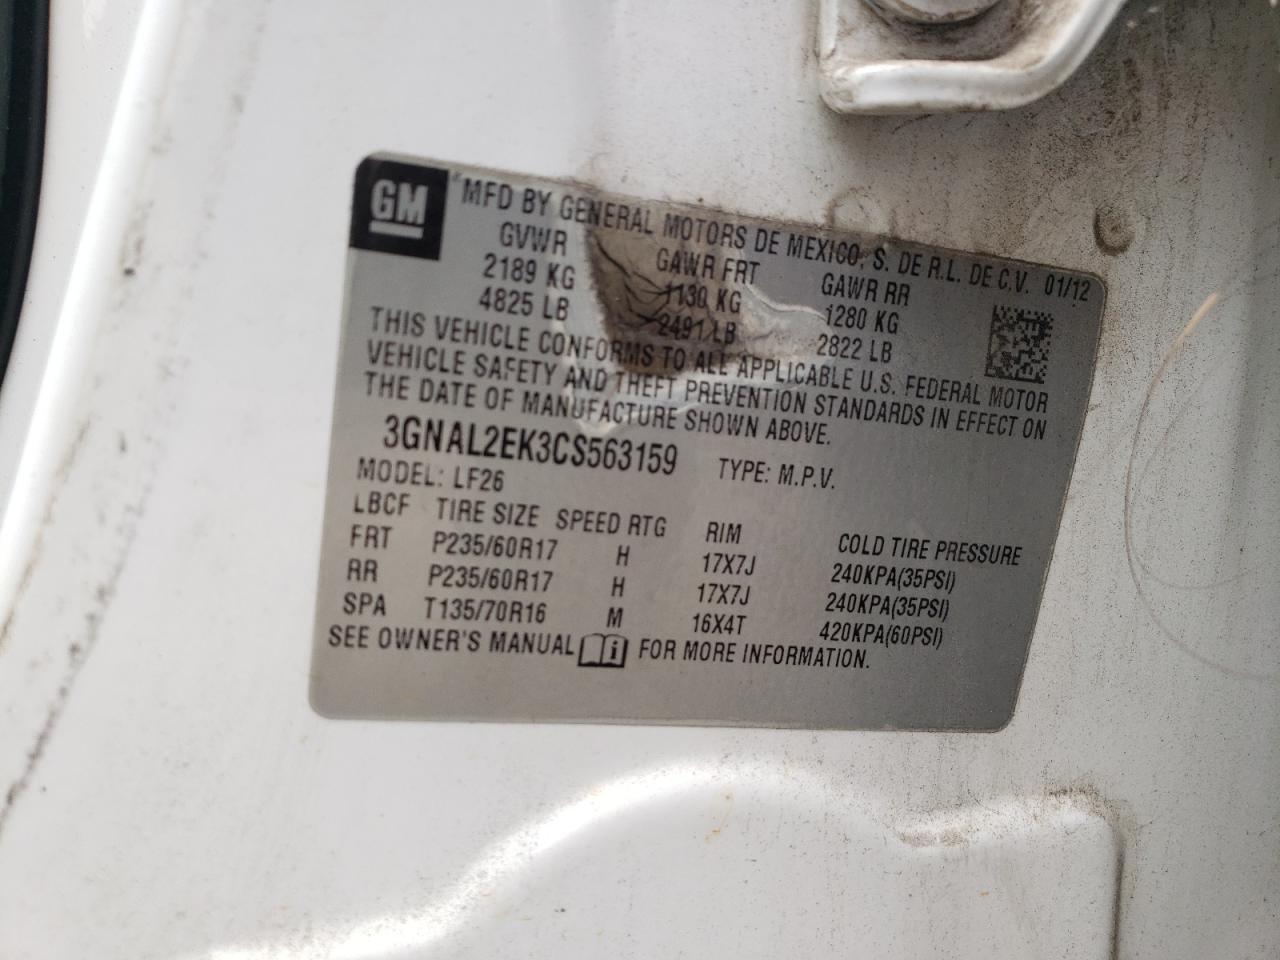 GM
MFD BY GENERAL MOTORS DE MEXICO, S. DE R.L. DE C.V. 01/12
GVWR GAWR FRT GAWR RR
2189 KG 1130 KG 1280 KG
4825 LB 2491 LB 2822 LB
THIS VEHICLE CONFORMS TO ALL APPLICABLE U.S. FEDERAL MOTOR
VEHICLE SAFETY AND THEFT PREVENTION STANDARDS IN EFFECT ON
THE DATE OF MANUFACTURE SHOWN ABOVE.
3GNAL2EK3CS563159 TYPE: M.P.V.
MODEL: LF26
LBCF TIRE SIZE SPEED RTG RIM COLD TIRE PRESSURE
FRT P235/60R17 H 17X7J 240KPA(35PSI)
RR P235/60R17 H 17X7J 240KPA(35PSI)
SPA T135/70R16 M 16X4T 420KPA(60PSI)
SEE OWNER'S MANUAL i FOR MORE INFORMATION.